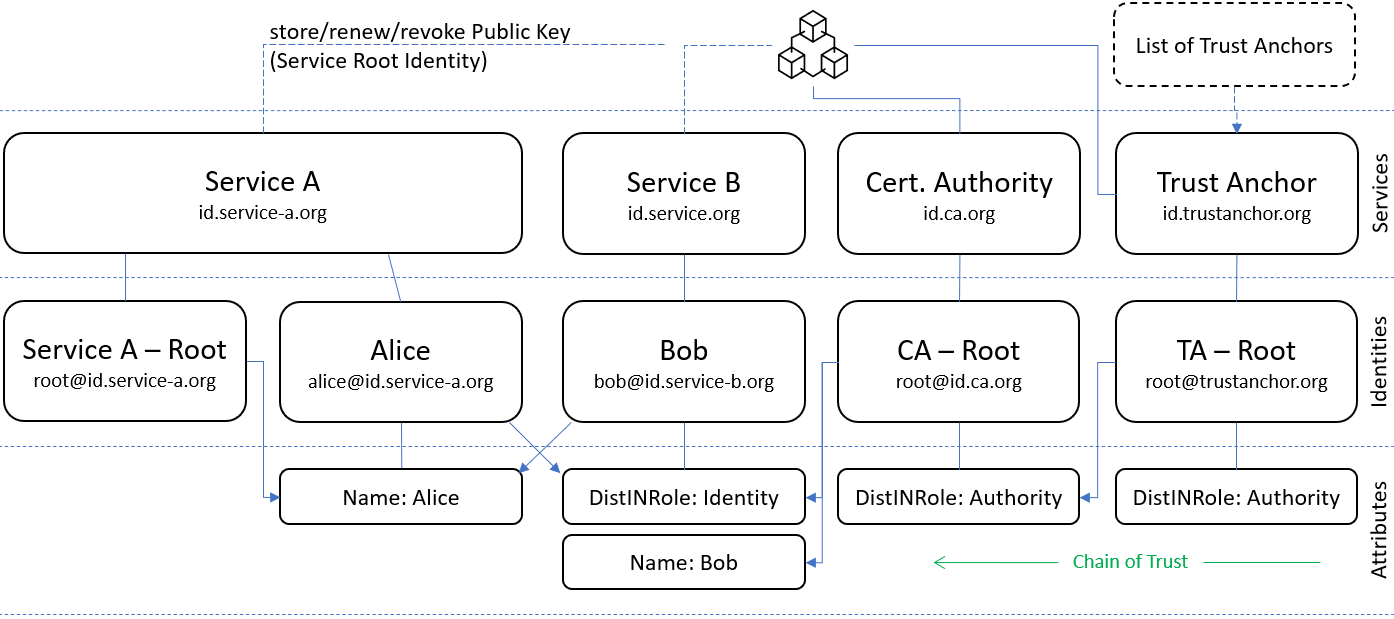 store/renew/revoke Public Key
(Service Root Identity)
List of Trust Anchors
Service A
id.service-a.org
Service B
id.service.org
Cert. Authority
id.ca.org
Trust Anchor
id.trustanchor.org
Services
Service A – Root
root@id.service-a.org
Alice
alice@id.service-a.org
Bob
bob@id.service-b.org
CA – Root
root@id.ca.org
TA – Root
root@trustanchor.org
Identities
Name: Alice
DistINRole: Identity
DistINRole: Authority
DistINRole: Authority
Name: Bob
Chain of Trust
Attributes